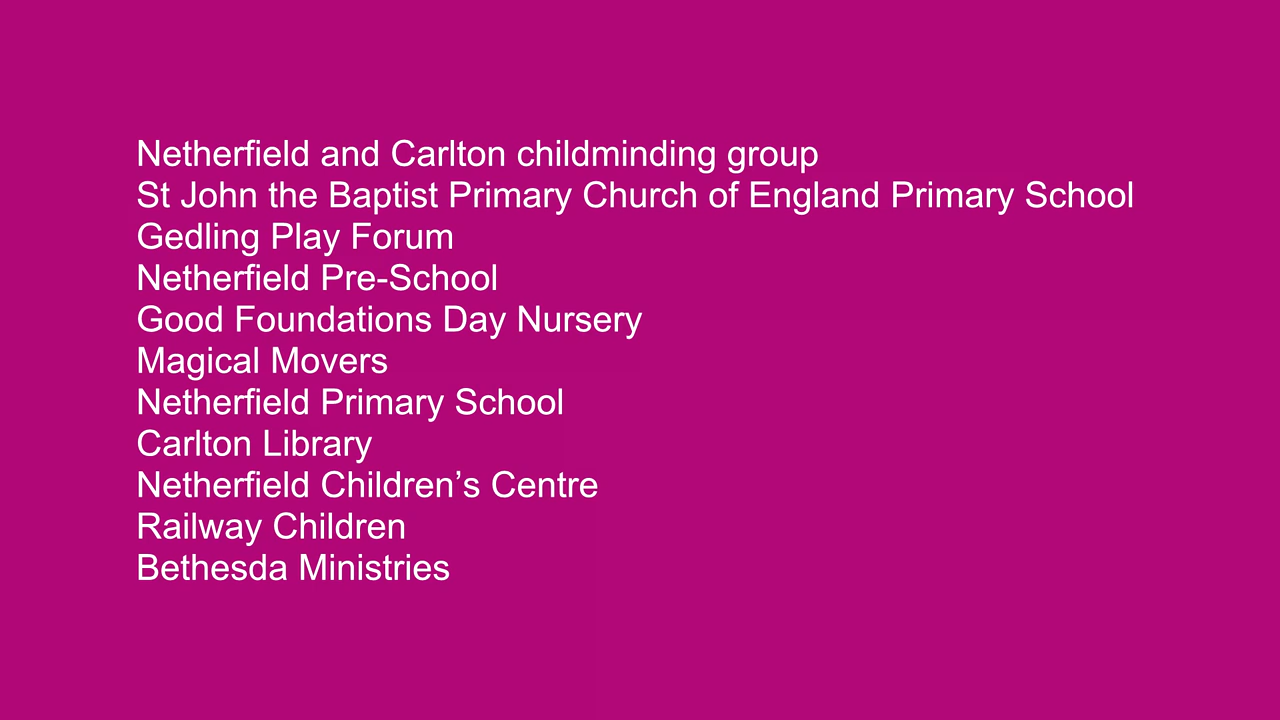 Netherfield and Carlton childminding group
St John the Baptist Primary Church of England Primary School
Gedling Play Forum
Netherfield Pre-School
Good Foundations Day Nursery
Magical Movers
Netherfield Primary School
Carlton Library
Netherfield Children’s Centre
Railway Children
Bethesda Ministries